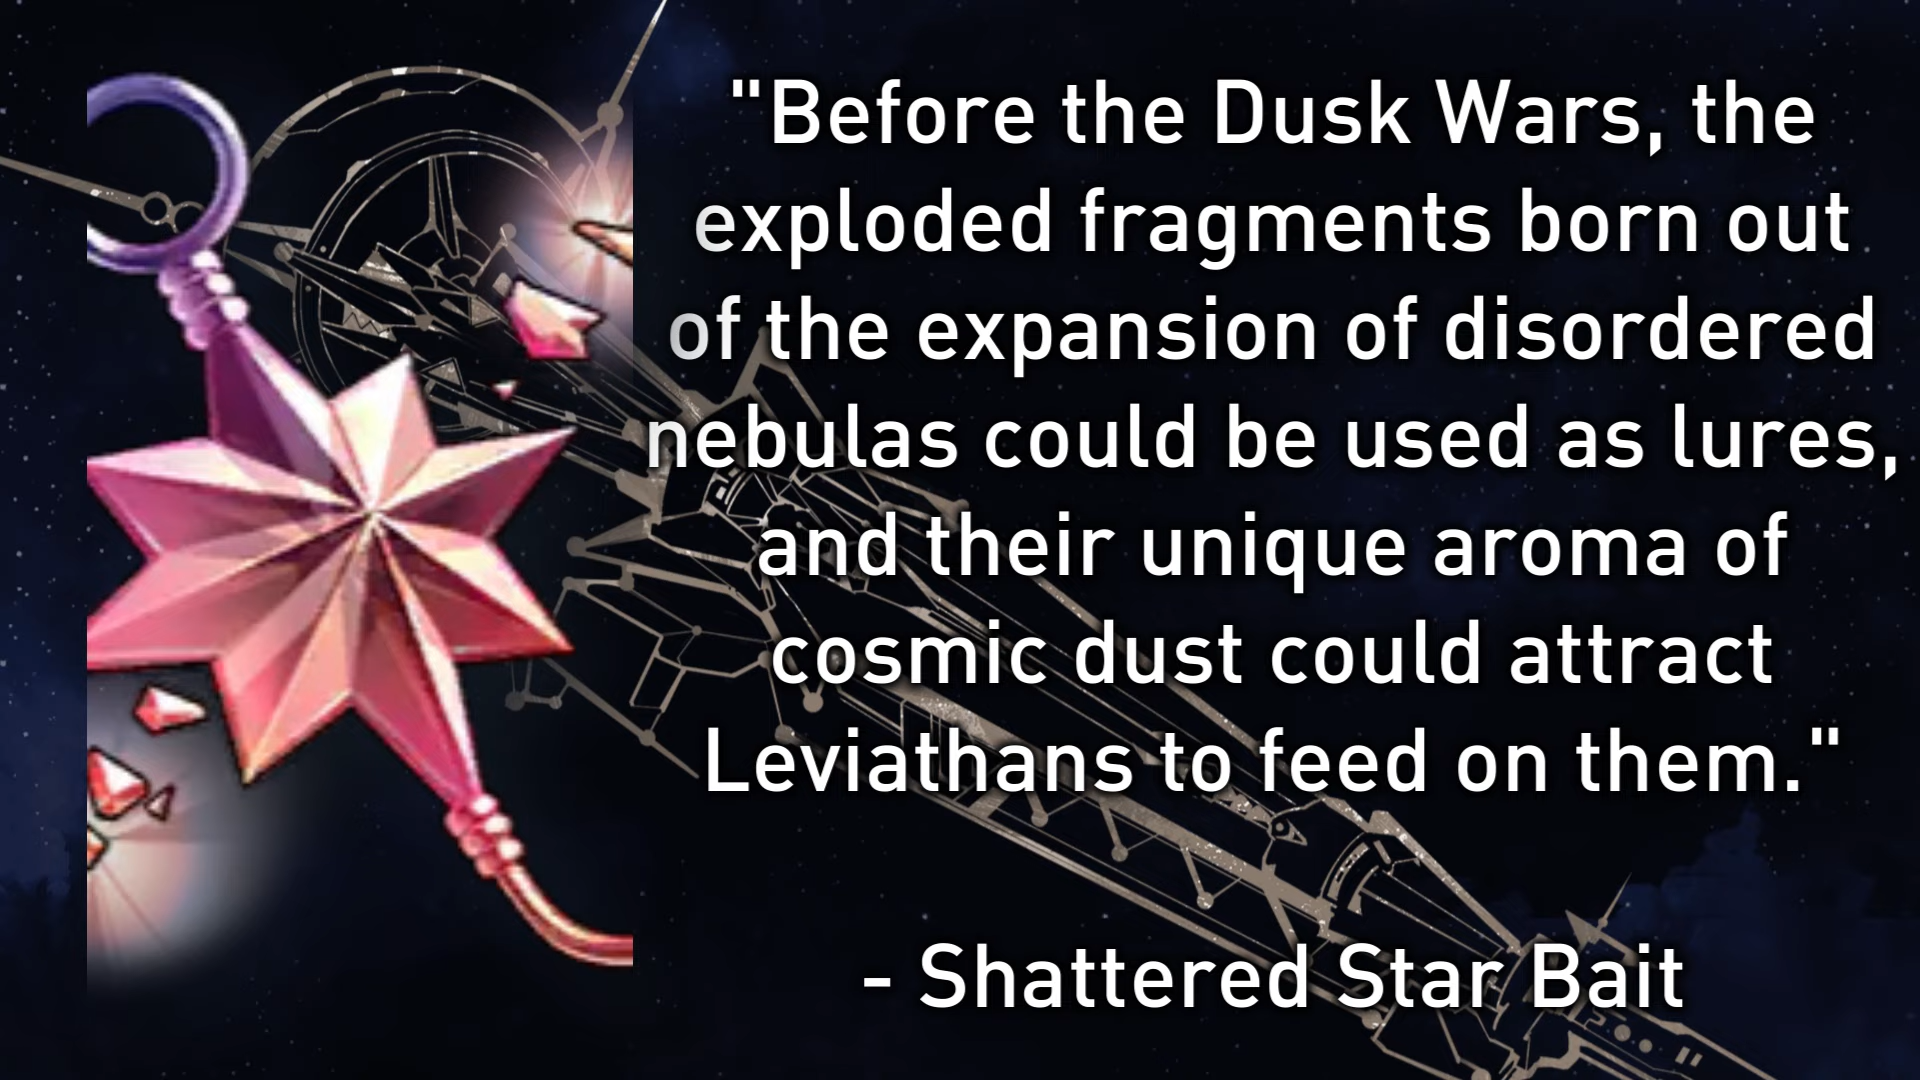 "Before the Dusk Wars, the
exploded fragments born out
of the expansion of disordered
nebulas could be used as lures,
and their unique aroma of
cosmic dust could attract
Leviathans to feed on them."
- Shattered Star Bait